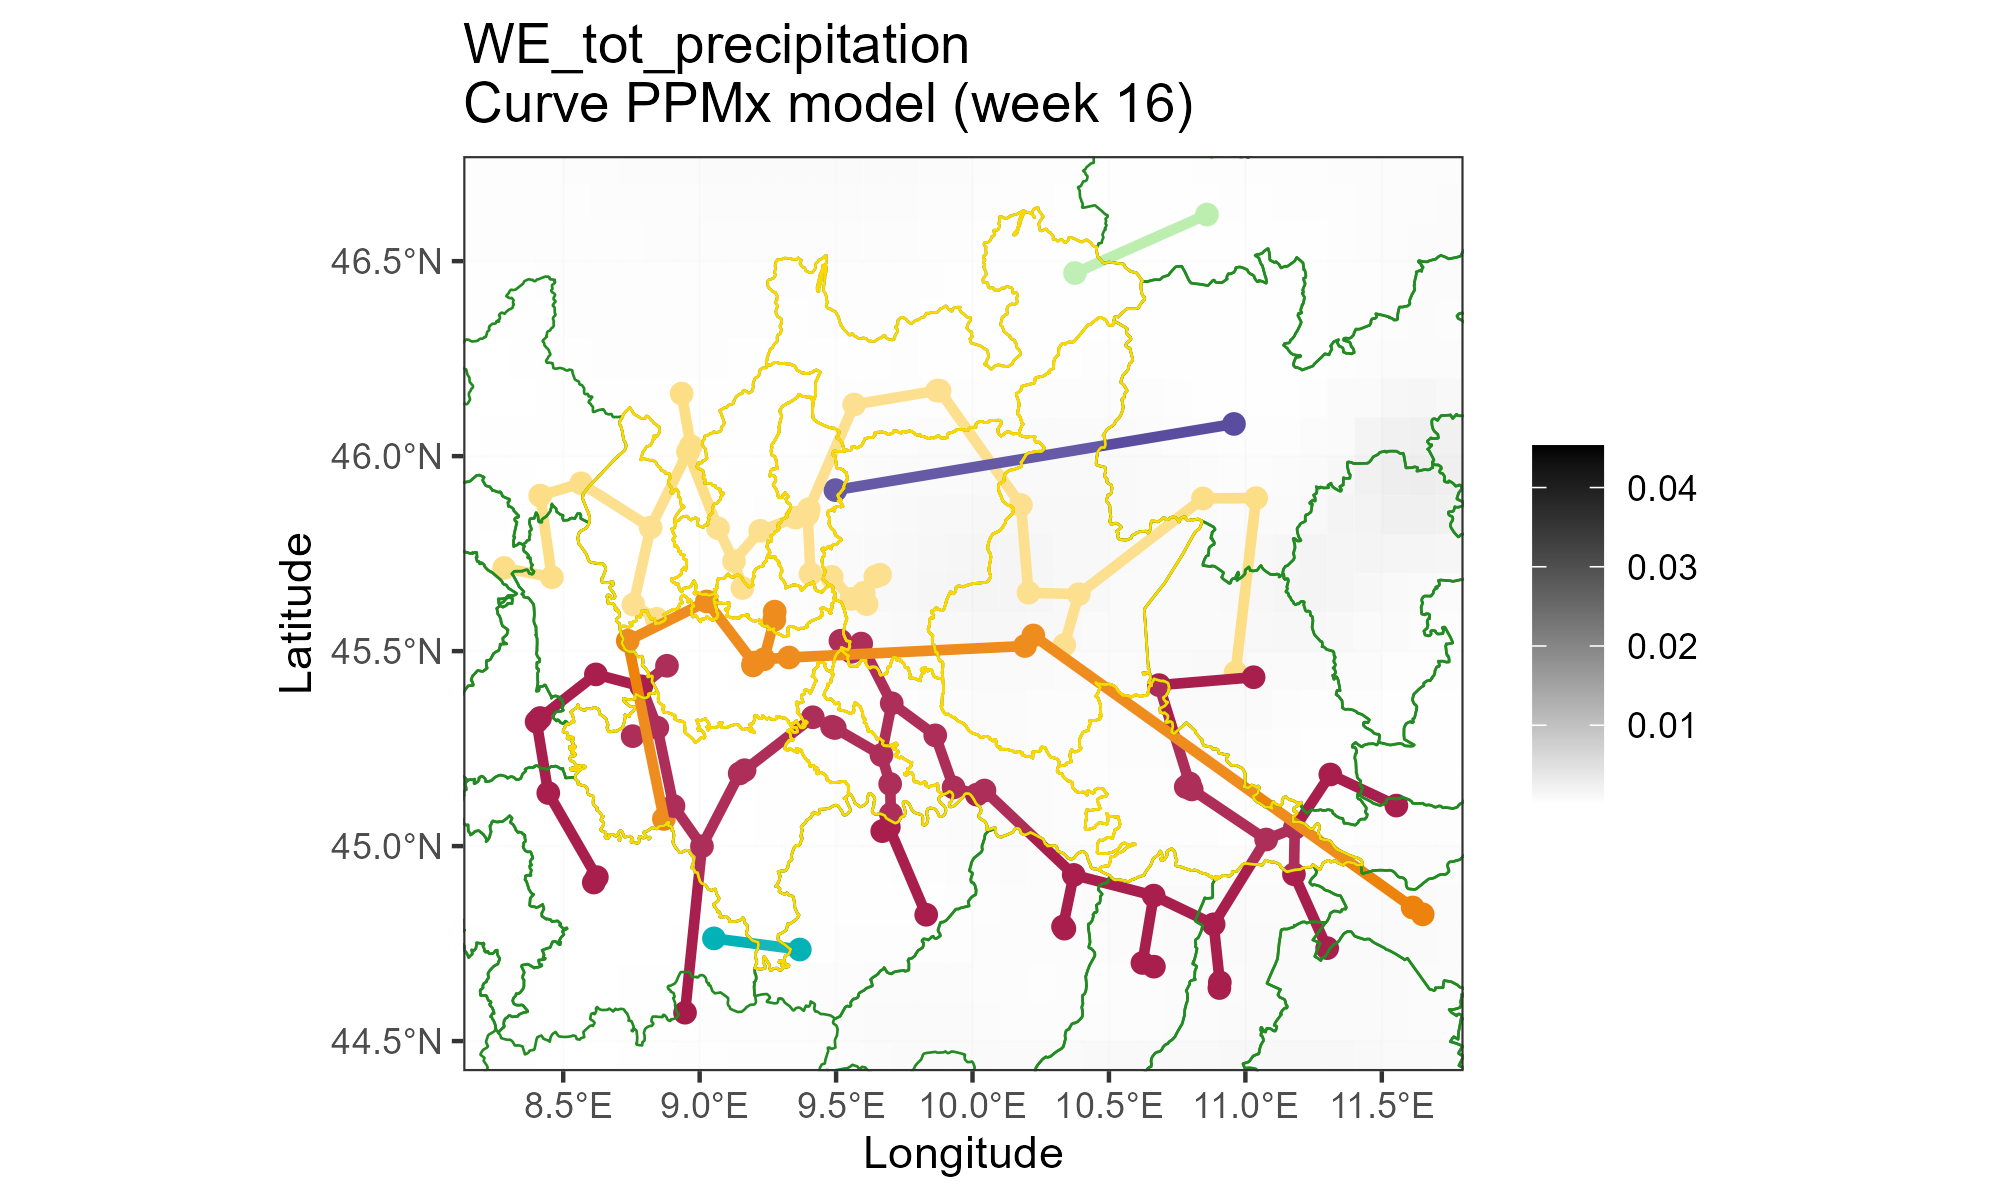 WE_tot_precipitation
Curve PPMx model (week 16)
46.5°N
46.0°N
45.5°N
45.0°N
44.5°N
Latitude
8.5°E 9.0°E 9.5°E 10.0°E 10.5°E 11.0°E 11.5°E
Longitude
0.04
0.03
0.02
0.01